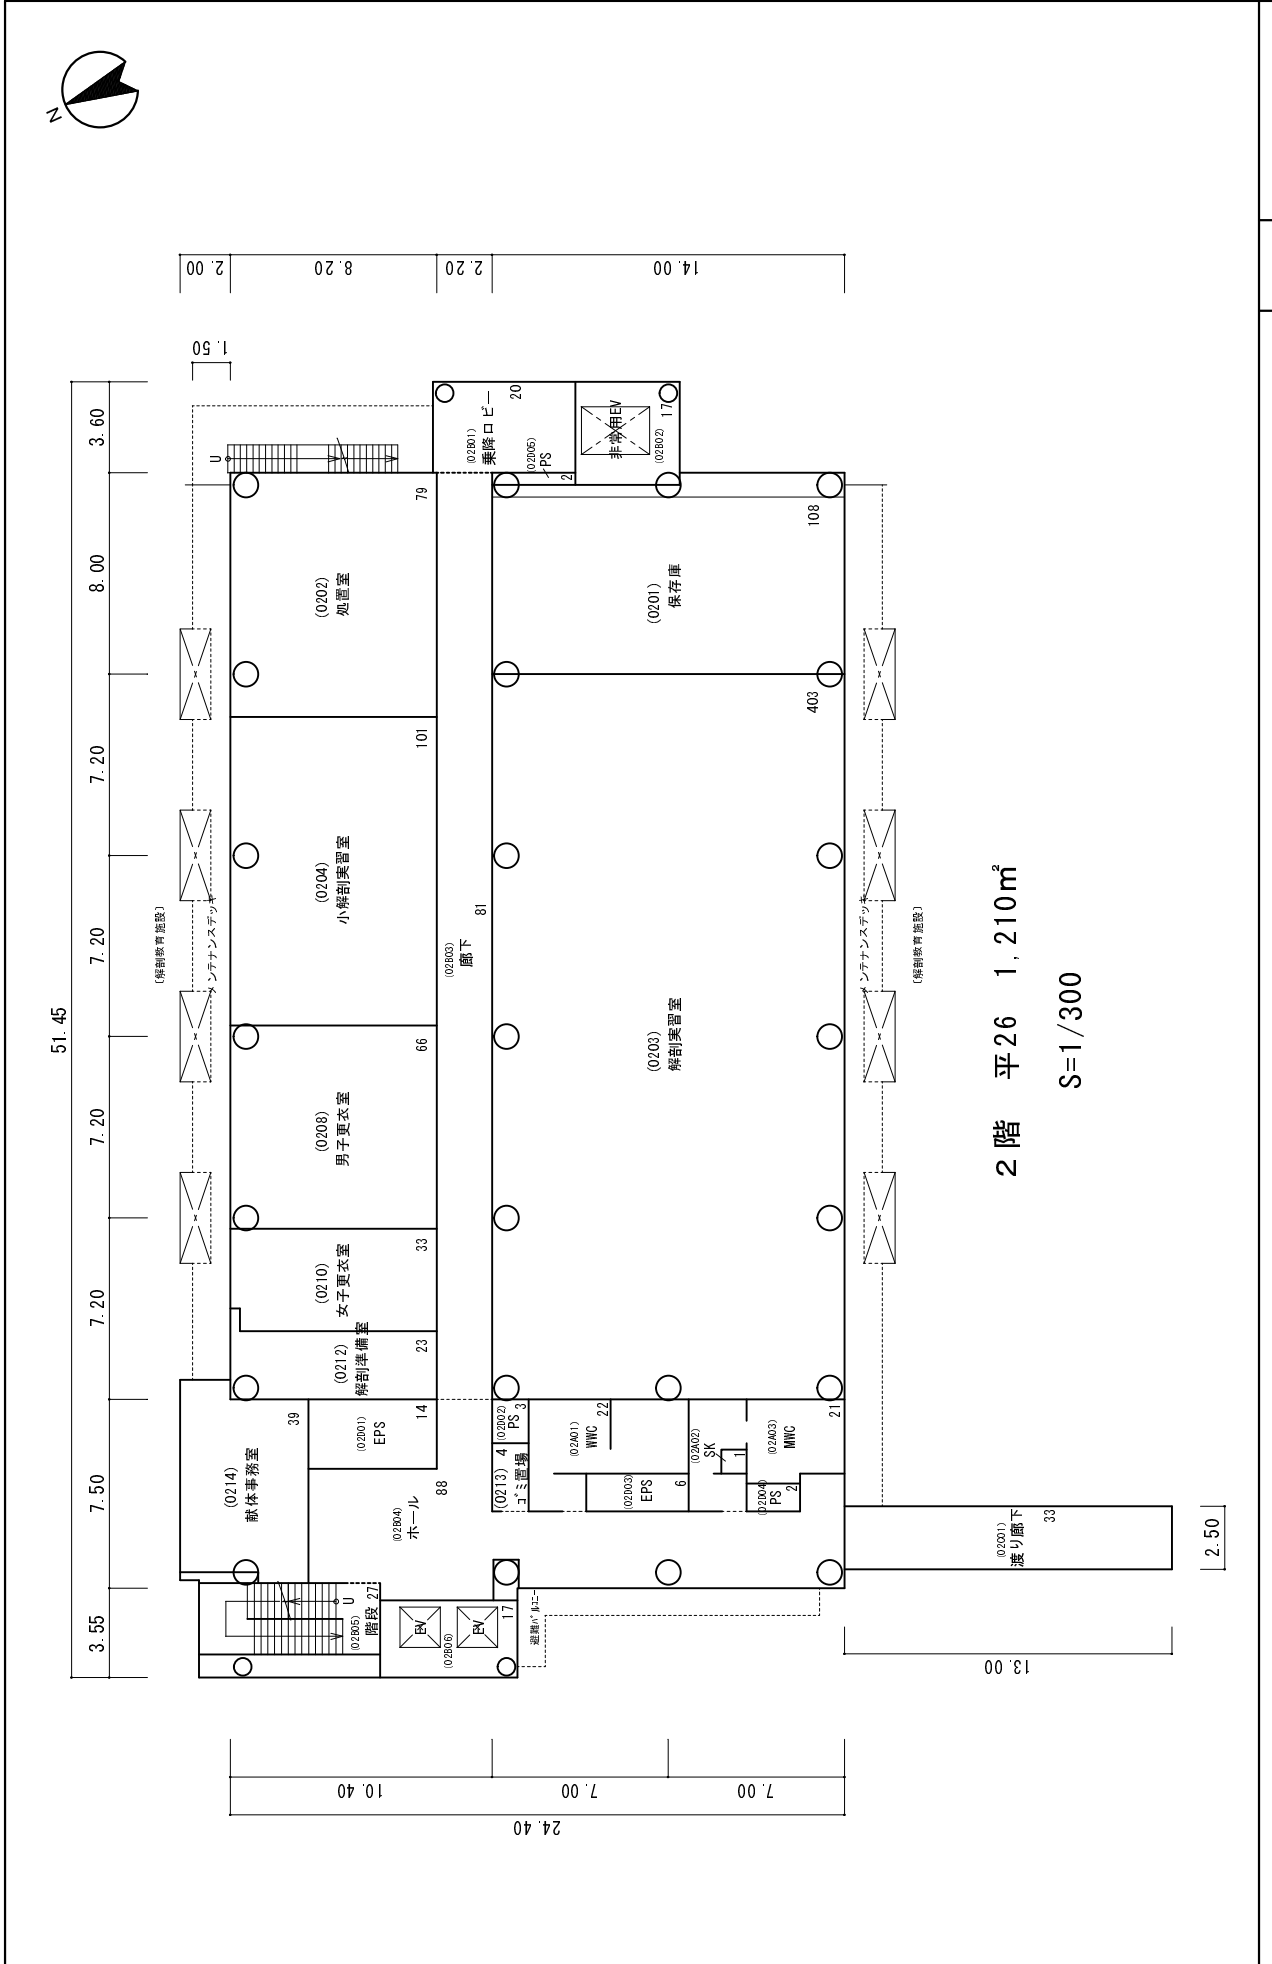 N
2.00
8.20
2.20
14.00
1.50
51.45
3.60
8.00
7.20
7.20
7.20
7.20
7.50
3.55
U
(02B01)
乗降ロビー
20
(02D05)
PS
2
非常用EV
17
(02B02)
(0202)
処置室
79
(0201)
保存庫
108
(0204)
小解剖実習室
101
(02B03)
廊下
81
(0203)
解剖実習室
403
(0208)
男子更衣室
66
(0210)
女子更衣室
33
(0212)
解剖準備室
23
〔解剖教育施設〕
メンテナンスデッキ
メンテナンスデッキ
〔解剖教育施設〕
(0214)
献体事務室
39
(02D01)
EPS
14
(02B04)
ホール
88
(02D02)
PS
3
(0213)
ゴミ置場
4
(02A01)
WWC
22
(02D03)
EPS
6
(02A02)
SK
1
(02A03)
MWC
21
(02D04)
PS
2
(02C01)
渡り廊下
33
U
(02B05)
階段
27
EV
EV
(02B06)
17
避難バルコニー
2.50
13.00
10.40
7.00
7.00
24.40
2階 平26 1,210㎡
S=1/300